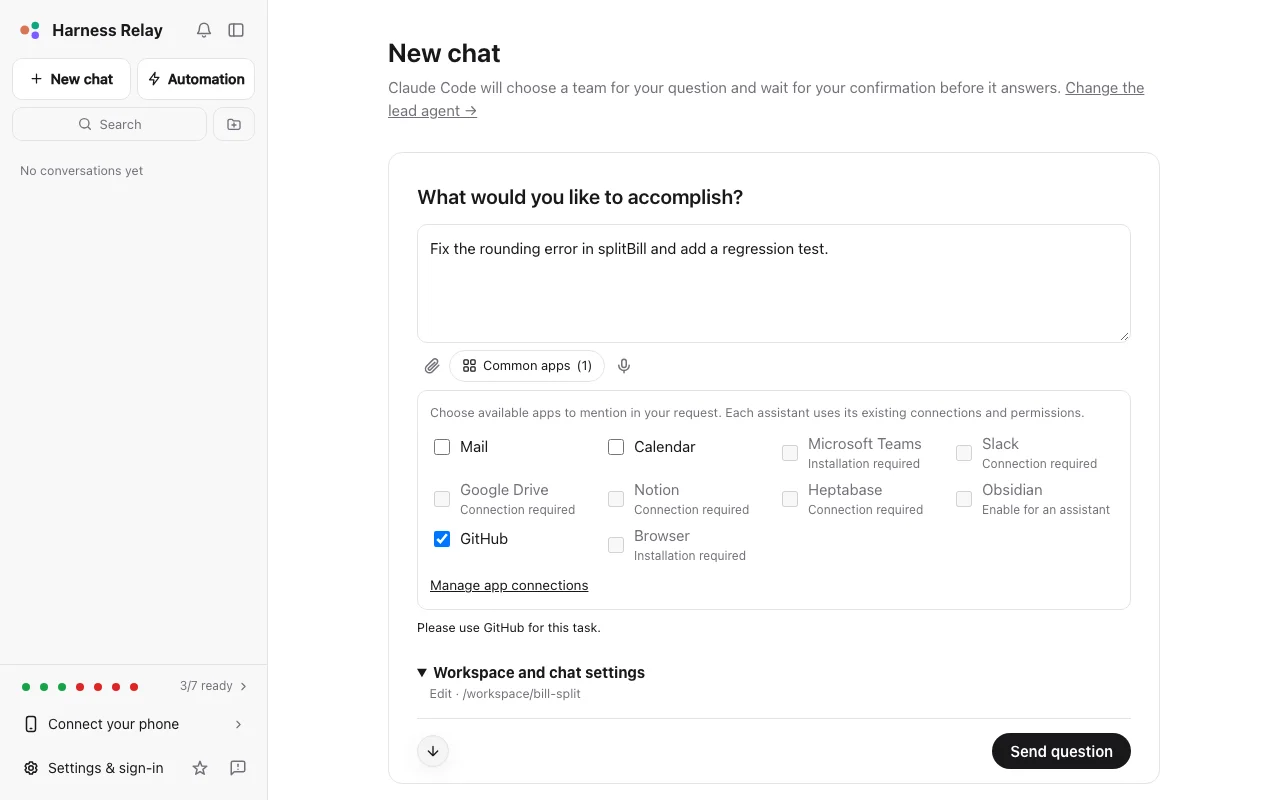 Harness Relay
New chat
Automation
Search
No conversations yet
3/7 ready
Connect your phone
Settings & sign-in
New chat
Claude Code will choose a team for your question and wait for your confirmation before it answers. Change the
lead agent →
What would you like to accomplish?
Fix the rounding error in splitBill and add a regression test.
Common apps (1)
Choose available apps to mention in your request. Each assistant uses its existing connections and permissions.
Mail
Calendar
Microsoft Teams
Installation required
Slack
Connection required
Google Drive
Connection required
Notion
Connection required
Heptabase
Connection required
Obsidian
Enable for an assistant
GitHub
Browser
Installation required
Manage app connections
Please use GitHub for this task.
Workspace and chat settings
Edit · /workspace/bill-split
Send question